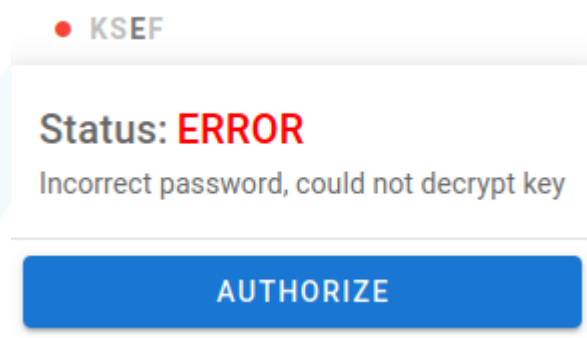 KSEF
Status: ERROR
Incorrect password, could not decrypt key
AUTHORIZE